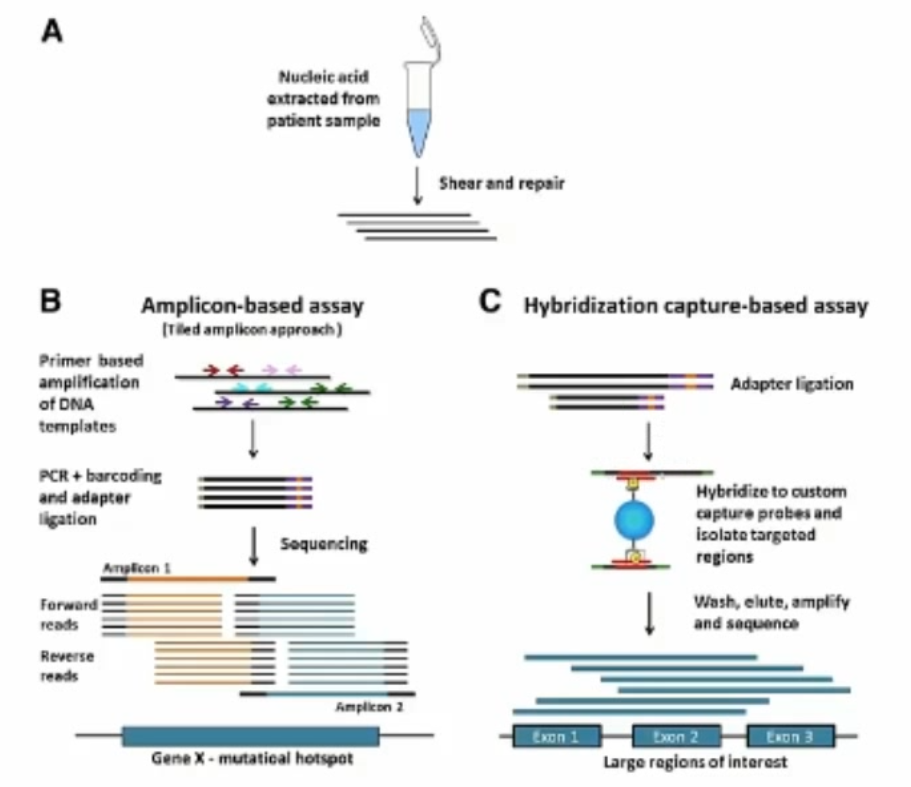 A
Nucleic acid
extracted from
patient sample
Shear and repair
B
Amplicon-based assay
(Tiled amplicon approach)
Primer based
amplification
of DNA
templates
PCR + barcoding
and adapter
ligation
Sequencing
Amplicon 1
Forward
reads
Reverse
reads
Amplicon 2
Gene X - mutatioal hotspot
C
Hybridization capture-based assay
Adapter ligation
Hybridize to custom
capture probes and
isolate targeted
regions
Wash, elute, amplify
and sequence
Exon 1 Exon 2 Exon 3
Large regions of interest